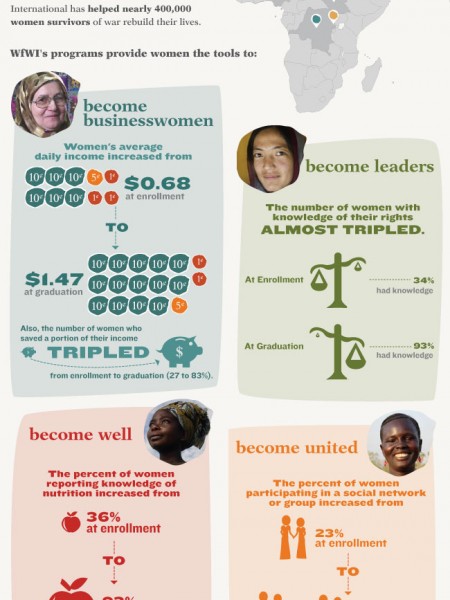 International has helped nearly 400,000
women survivors of war rebuild their lives.
WfWI's programs provide women the tools to:
become
businesswomen
Women's average
daily income increased from
10¢ 10¢ 10¢ 5¢ 1¢
10¢ 10¢ 10¢ 1¢ 1¢
$0.68
at enrollment
TO
10¢ 10¢ 10¢ 10¢ 10¢ 1¢
10¢ 10¢ 10¢ 10¢ 10¢ 1¢
10¢ 10¢ 10¢ 10¢ 5¢
$1.47
at graduation
Also, the number of women who
saved a portion of their income
TRIPLED
$
from enrollment to graduation (27 to 83%).
become leaders
The number of women with
knowledge of their rights
ALMOST TRIPLED.
At Enrollment
34%
had knowledge
At Graduation
93%
had knowledge
become well
The percent of women
reporting knowledge of
nutrition increased from
36%
at enrollment
TO
become united
The percent of women
participating in a social network
or group increased from
23%
at enrollment
TO